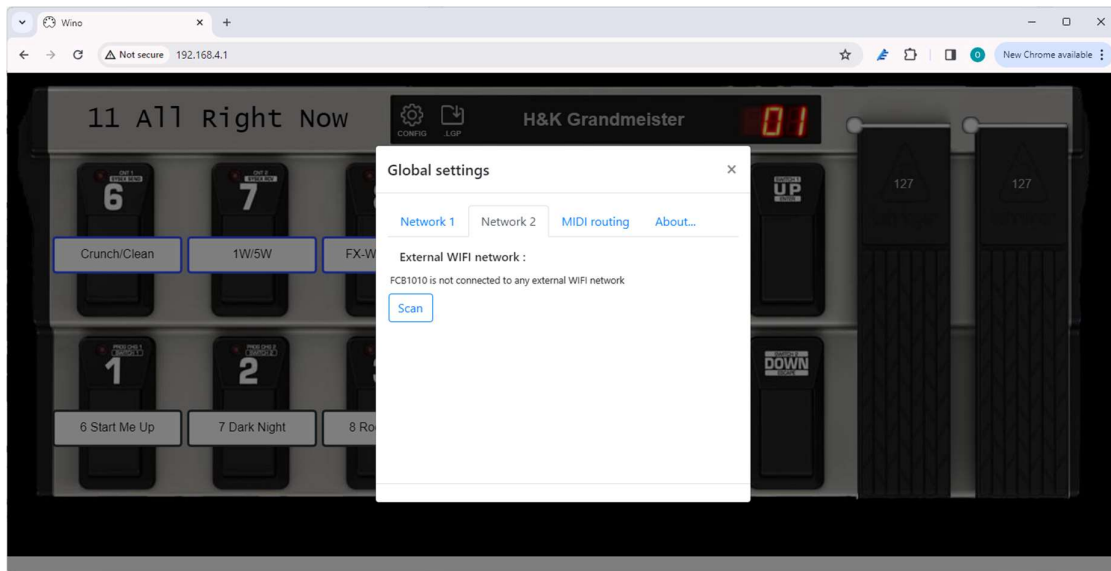 Wino
Not secure 192.168.4.1
New Chrome available
11 All Right Now
CONFIG .LGP
H&K Grandmeister
01
Global settings
Network 1 Network 2 MIDI routing About...
External WIFI network :
FCB1010 is not connected to any external WIFI network
Scan
6 7
UP
127 127
Crunch/Clean 1W/5W FX-W
1 2
DOWN
6 Start Me Up 7 Dark Night 8 Ro